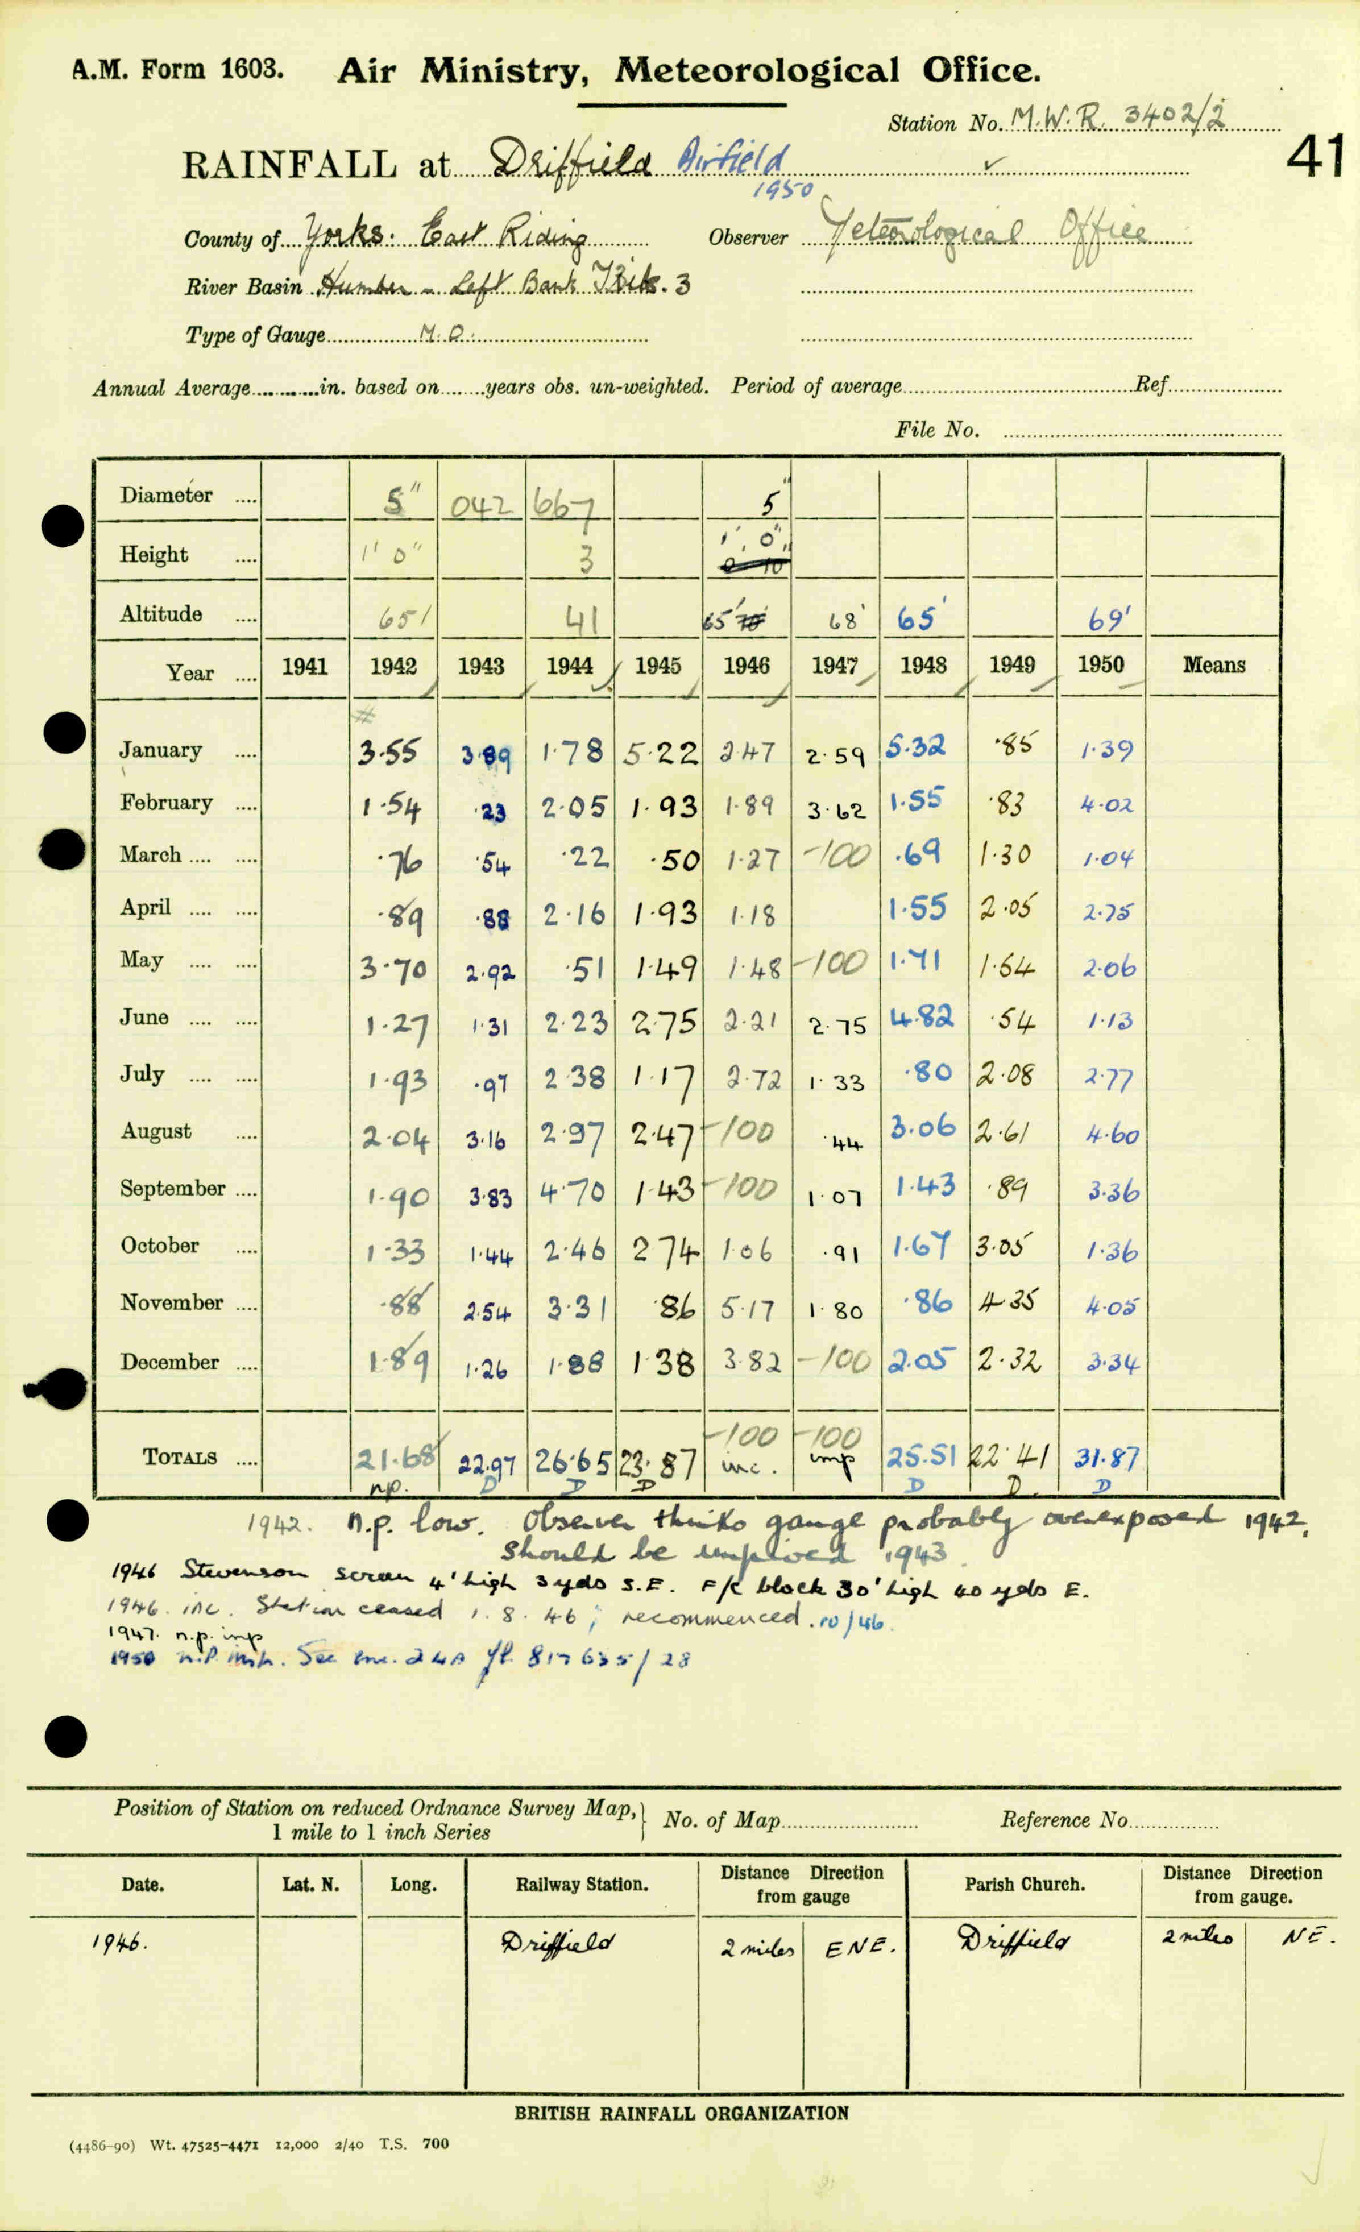 A.M. Form 1603. Air Ministry, Meteorological Office.
Station No. M.W.R. 3402/2
41
RAINFALL at Driffield Airfield
1950
County of Yorks. East Riding Observer Meteorological Office
River Basin Humber - Left Bank Tribs. 3
Type of Gauge M.O.
Annual Average in. based on years obs. un-weighted. Period of average Ref.
File No.
Diameter 5" 042 667 5"
Height 1' 0" 3 1' 0"
Altitude 65' 41 65' 68' 65' 69'
Year 1941 1942 1943 1944 1945 1946 1947 1948 1949 1950 Means
January 3.55 3.89 1.78 5.22 2.47 2.59 5.32 .85 1.39
February 1.54 .23 2.05 1.93 1.89 3.62 1.55 .83 4.02
March .76 .54 .22 .50 1.27 -100 .69 1.30 1.04
April .89 .88 2.16 1.93 1.18 1.55 2.05 2.75
May 3.70 2.92 .51 1.49 1.48 -100 1.71 1.54 2.06
June 1.27 1.31 2.23 2.75 2.21 2.75 4.82 .54 1.13
July 1.93 .97 2.38 1.17 2.72 1.33 .80 2.08 2.77
August 2.04 3.16 2.97 2.47 -100 .44 3.06 2.61 4.60
September 1.90 3.83 4.70 1.43 -100 1.07 1.43 .89 3.36
October 1.33 1.44 2.46 2.74 1.06 .91 1.67 3.05 1.36
November .88 2.54 3.31 .86 5.17 1.80 .86 4.35 4.05
December 1.89 1.26 1.88 1.38 3.82 -100 2.05 2.32 3.34
-100 -100
TOTALS 21.68 22.97 26.65 23.87 inc. imp 25.51 22.41 31.87
n.p. D D D D D. D
1942. n.p. low. Observer thinks gauge probably overexposed 1942.
Should be improved 1943.
1946 Stevenson screen 4' high 3 yds S.E. F/C block 30' high 40 yds E.
1946. inc. Station ceased 1.8.46; recommenced 10/46.
1947. n.p. imp
1950 n.p. See enc. 24A 817635/28
Position of Station on reduced Ordnance Survey Map, 1 mile to 1 inch Series No. of Map Reference No.
Date. Lat. N. Long. Railway Station. Distance Direction from gauge Parish Church. Distance Direction from gauge.
1946. Driffield 2 miles ENE. Driffield 2 miles NE.
BRITISH RAINFALL ORGANIZATION
(4486-90) Wt. 47525-4471 12,000 2/40 T.S. 700